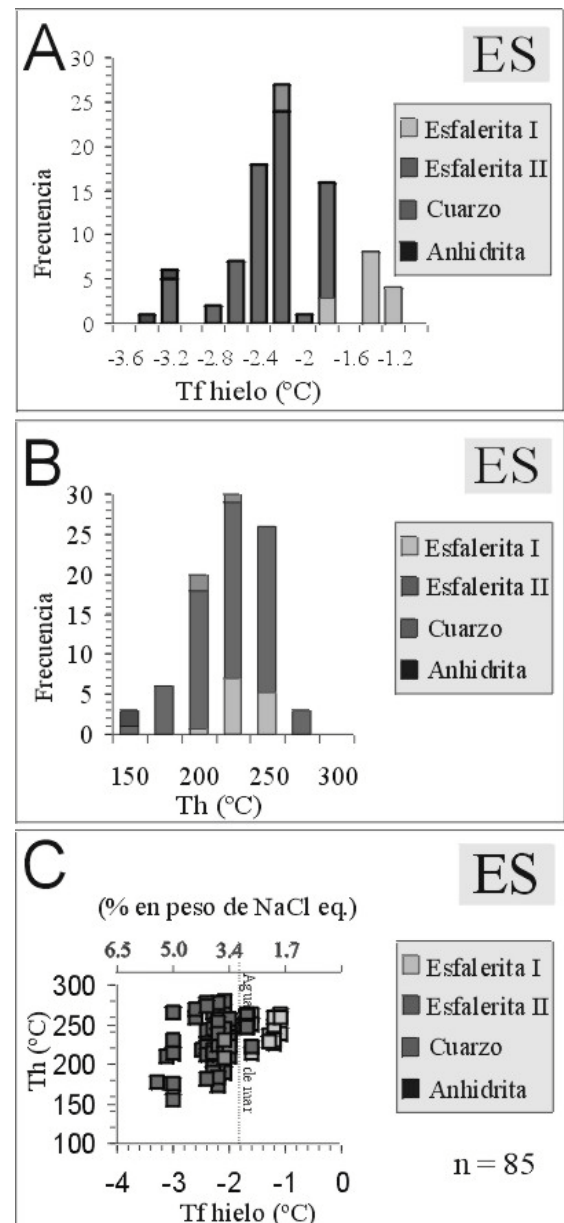 A
ES
30
25
20
15
10
5
0
Frecuencia
Esfalerita I
Esfalerita II
Cuarzo
Anhidrita
-3.6 -3.2 -2.8 -2.4 -2 -1.6 -1.2
Tf hielo (°C)
B
ES
30
25
20
15
10
5
0
Frecuencia
Esfalerita I
Esfalerita II
Cuarzo
Anhidrita
150 200 250 300
Th (°C)
C
ES
(% en peso de NaCl eq.)
6.5 5.0 3.4 1.7
300
250
200
150
100
Th (°C)
Agua de mar
Esfalerita I
Esfalerita II
Cuarzo
Anhidrita
-4 -3 -2 -1 0
Tf hielo (°C)
n = 85